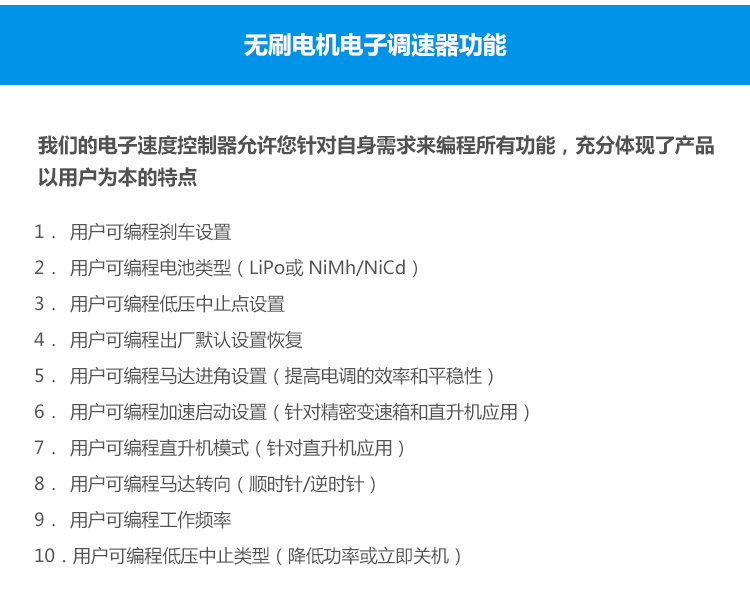 无刷电机电子调速器功能
我们的电子速度控制器允许您针对自身需求来编程所有功能，充分体现了产品
以用户为本的特点
1． 用户可编程刹车设置
2． 用户可编程电池类型（LiPo或 NiMh/NiCd）
3． 用户可编程低压中止点设置
4． 用户可编程出厂默认设置恢复
5． 用户可编程马达进角设置（提高电调的效率和平稳性）
6． 用户可编程加速启动设置（针对精密变速箱和直升机应用）
7． 用户可编程直升机模式（针对直升机应用）
8． 用户可编程马达转向（顺时针/逆时针）
9． 用户可编程工作频率
10．用户可编程低压中止类型（降低功率或立即关机）